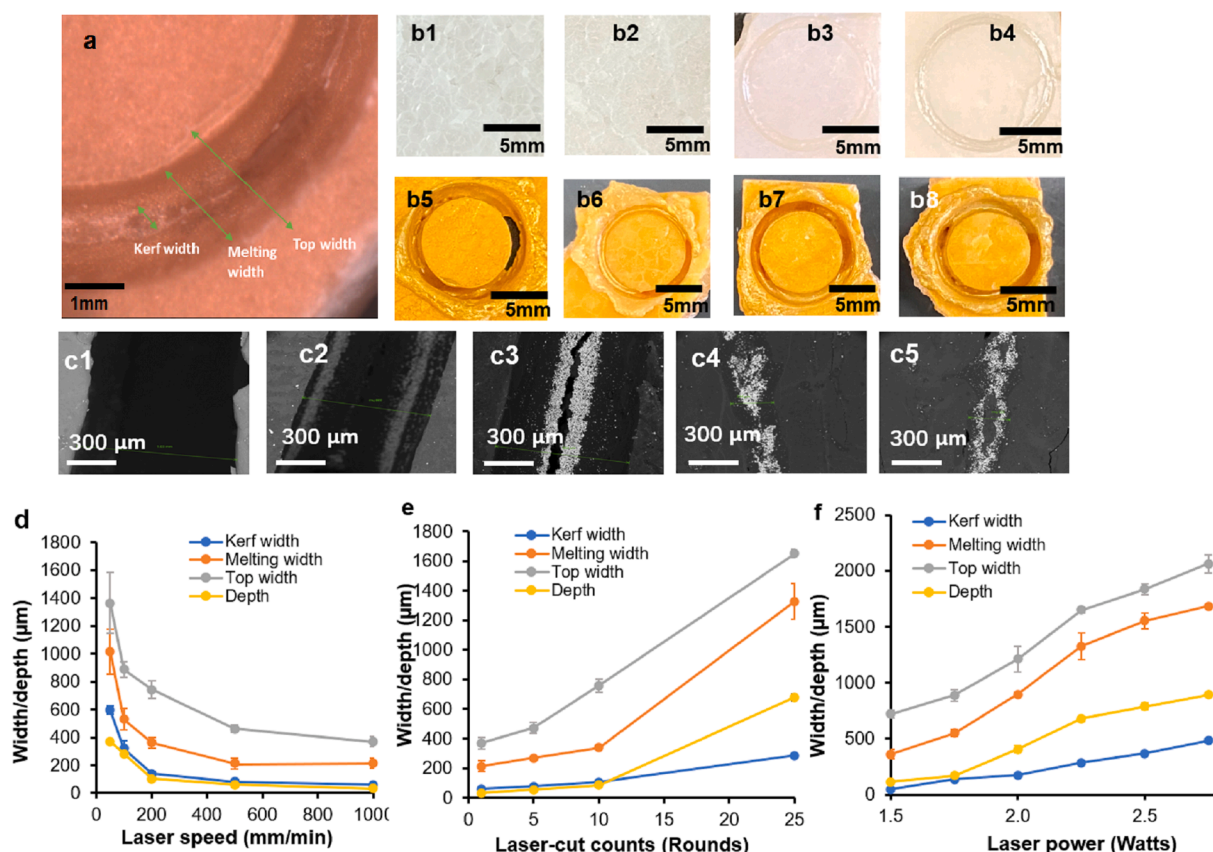 a
Kerf width
Melting
width
Top width
1mm
b1
5mm
b2
5mm
b3
5mm
b4
5mm
b5
5mm
b6
5mm
b7
5mm
b8
5mm
c1
300 µm
c2
300 µm
c3
300 µm
c4
300 µm
c5
300 µm
d
Kerf width
Melting width
Top width
Depth
Width/depth (µm)
1800
1600
1400
1200
1000
800
600
400
200
0
0 200 400 600 800 1000
Laser speed (mm/min)
e
Kerf width
Melting width
Top width
Depth
Width/depth (µm)
1800
1600
1400
1200
1000
800
600
400
200
0
0 5 10 15 20 25
Laser-cut counts (Rounds)
f
Kerf width
Melting width
Top width
Depth
Width/depth (µm)
2500
2000
1500
1000
500
0
1.5 2.0 2.5
Laser power (Watts)